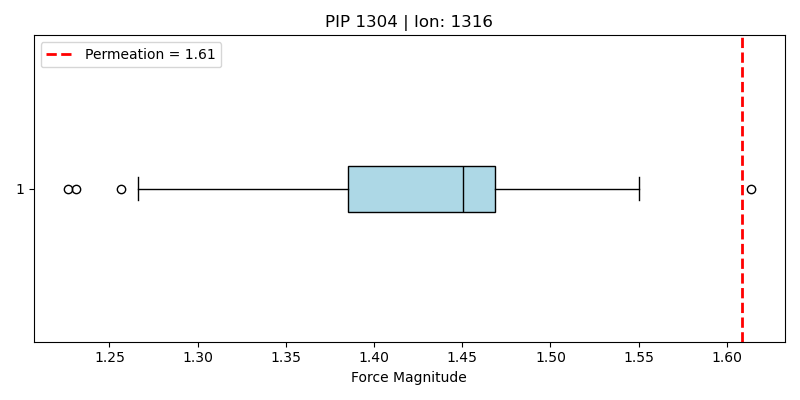 PIP 1304 | Ion: 1316
Permeation = 1.61
1
1.25 1.30 1.35 1.40 1.45 1.50 1.55 1.60
Force Magnitude